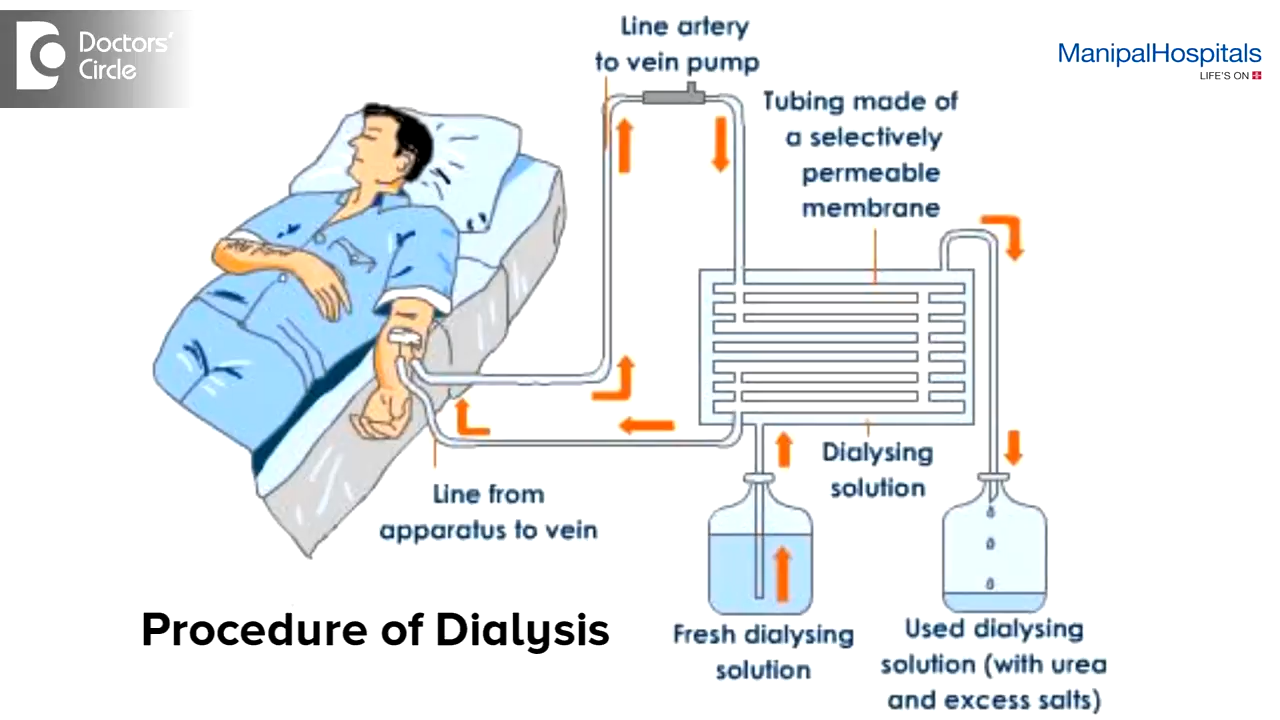 Doctors'
Circle
Line artery
to vein pump
ManipalHospitals
LIFE'S ON
Tubing made of
a selectively
permeable
membrane
Dialysing
solution
Line from
apparatus to vein
Procedure of Dialysis
Fresh dialysing
solution
Used dialysing
solution (with urea
and excess salts)